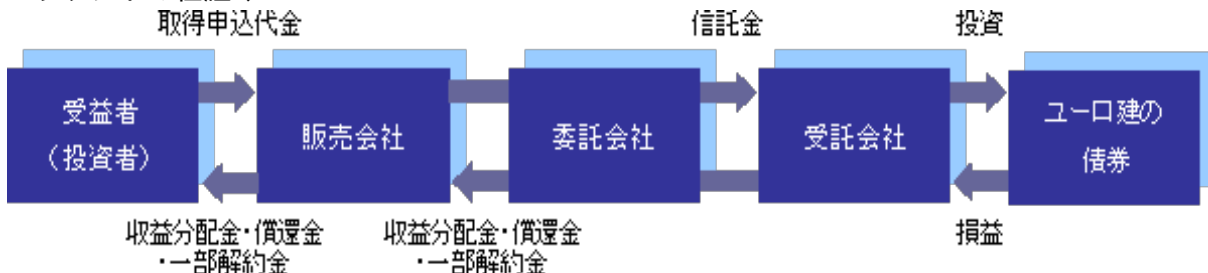 取得申込代金
信託金
投資
受益者
(投資者)
販売会社
委託会社
受託会社
ユーロ建の
債券
収益分配金・償還金
・一部解約金
収益分配金・償還金
・一部解約金
損益